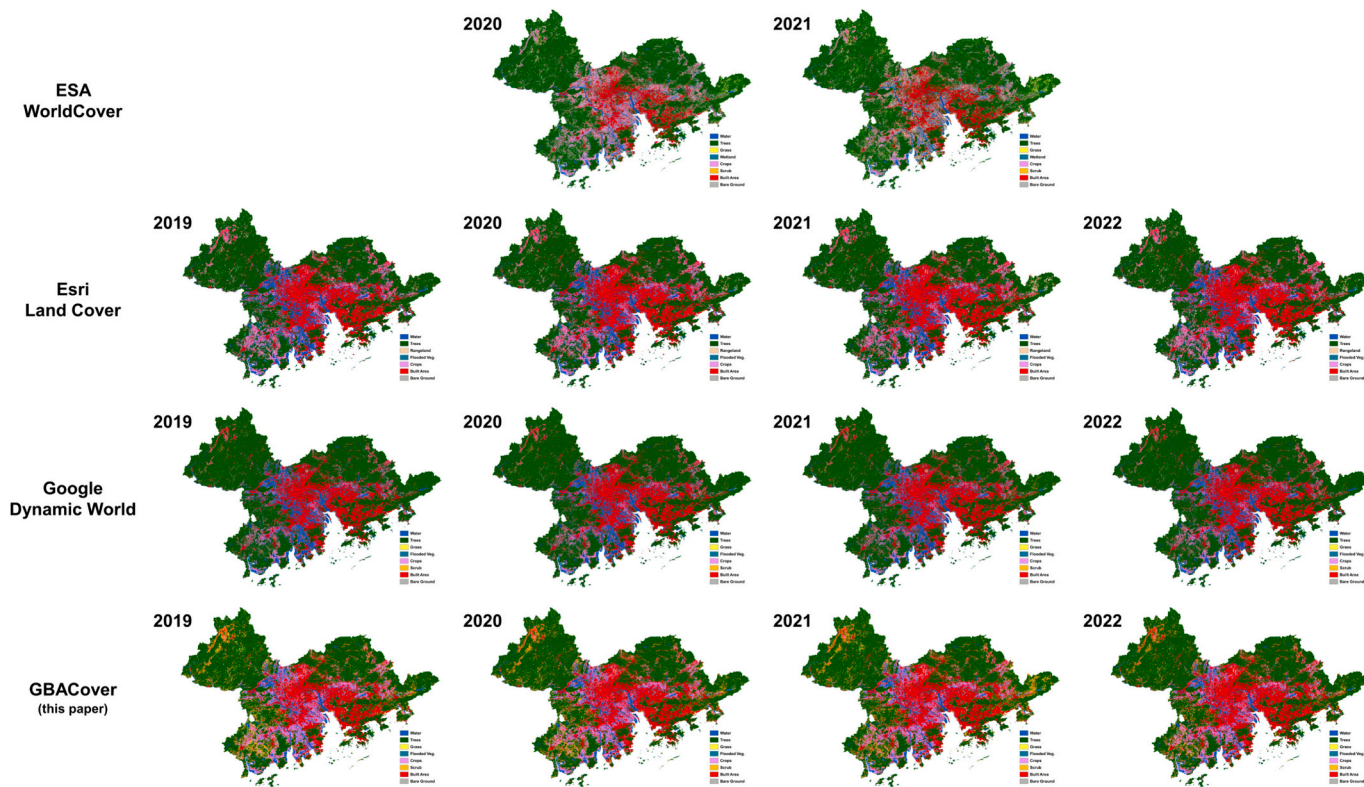 2020
2021
ESA
WorldCover
Water
Trees
Grass
Wetland
Crops
Scrub
Built Area
Bare Ground
Water
Trees
Grass
Wetland
Crops
Scrub
Built Area
Bare Ground
2019
2020
2021
2022
Esri
Land Cover
Water
Trees
Rangeland
Flooded Veg.
Crops
Built Area
Bare Ground
Water
Trees
Rangeland
Flooded Veg.
Crops
Built Area
Bare Ground
Water
Trees
Rangeland
Flooded Veg.
Crops
Built Area
Bare Ground
Water
Trees
Rangeland
Flooded Veg.
Crops
Built Area
Bare Ground
2019
2020
2021
2022
Google
Dynamic World
Water
Trees
Grass
Flooded Veg.
Crops
Scrub
Built Area
Bare Ground
Water
Trees
Grass
Flooded Veg.
Crops
Scrub
Built Area
Bare Ground
Water
Trees
Grass
Flooded Veg.
Crops
Scrub
Built Area
Bare Ground
Water
Trees
Grass
Flooded Veg.
Crops
Scrub
Built Area
Bare Ground
2019
2020
2021
2022
GBACover
(this paper)
Water
Trees
Grass
Flooded Veg.
Crops
Scrub
Built Area
Bare Ground
Water
Trees
Grass
Flooded Veg.
Crops
Scrub
Built Area
Bare Ground
Water
Trees
Grass
Flooded Veg.
Crops
Scrub
Built Area
Bare Ground
Water
Trees
Grass
Flooded Veg.
Crops
Scrub
Built Area
Bare Ground